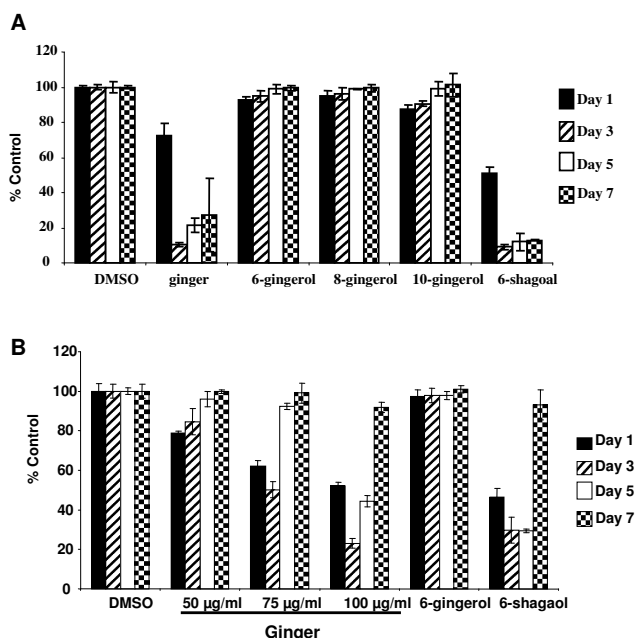 A
120
100
80
60
40
20
0
% Control
DMSO ginger 6-gingerol 8-gingerol 10-gingerol 6-shagoal
Day 1
Day 3
Day 5
Day 7
B
120
100
80
60
40
20
0
% Control
DMSO 50 µg/ml 75 µg/ml 100 µg/ml 6-gingerol 6-shagaol
Ginger
Day 1
Day 3
Day 5
Day 7